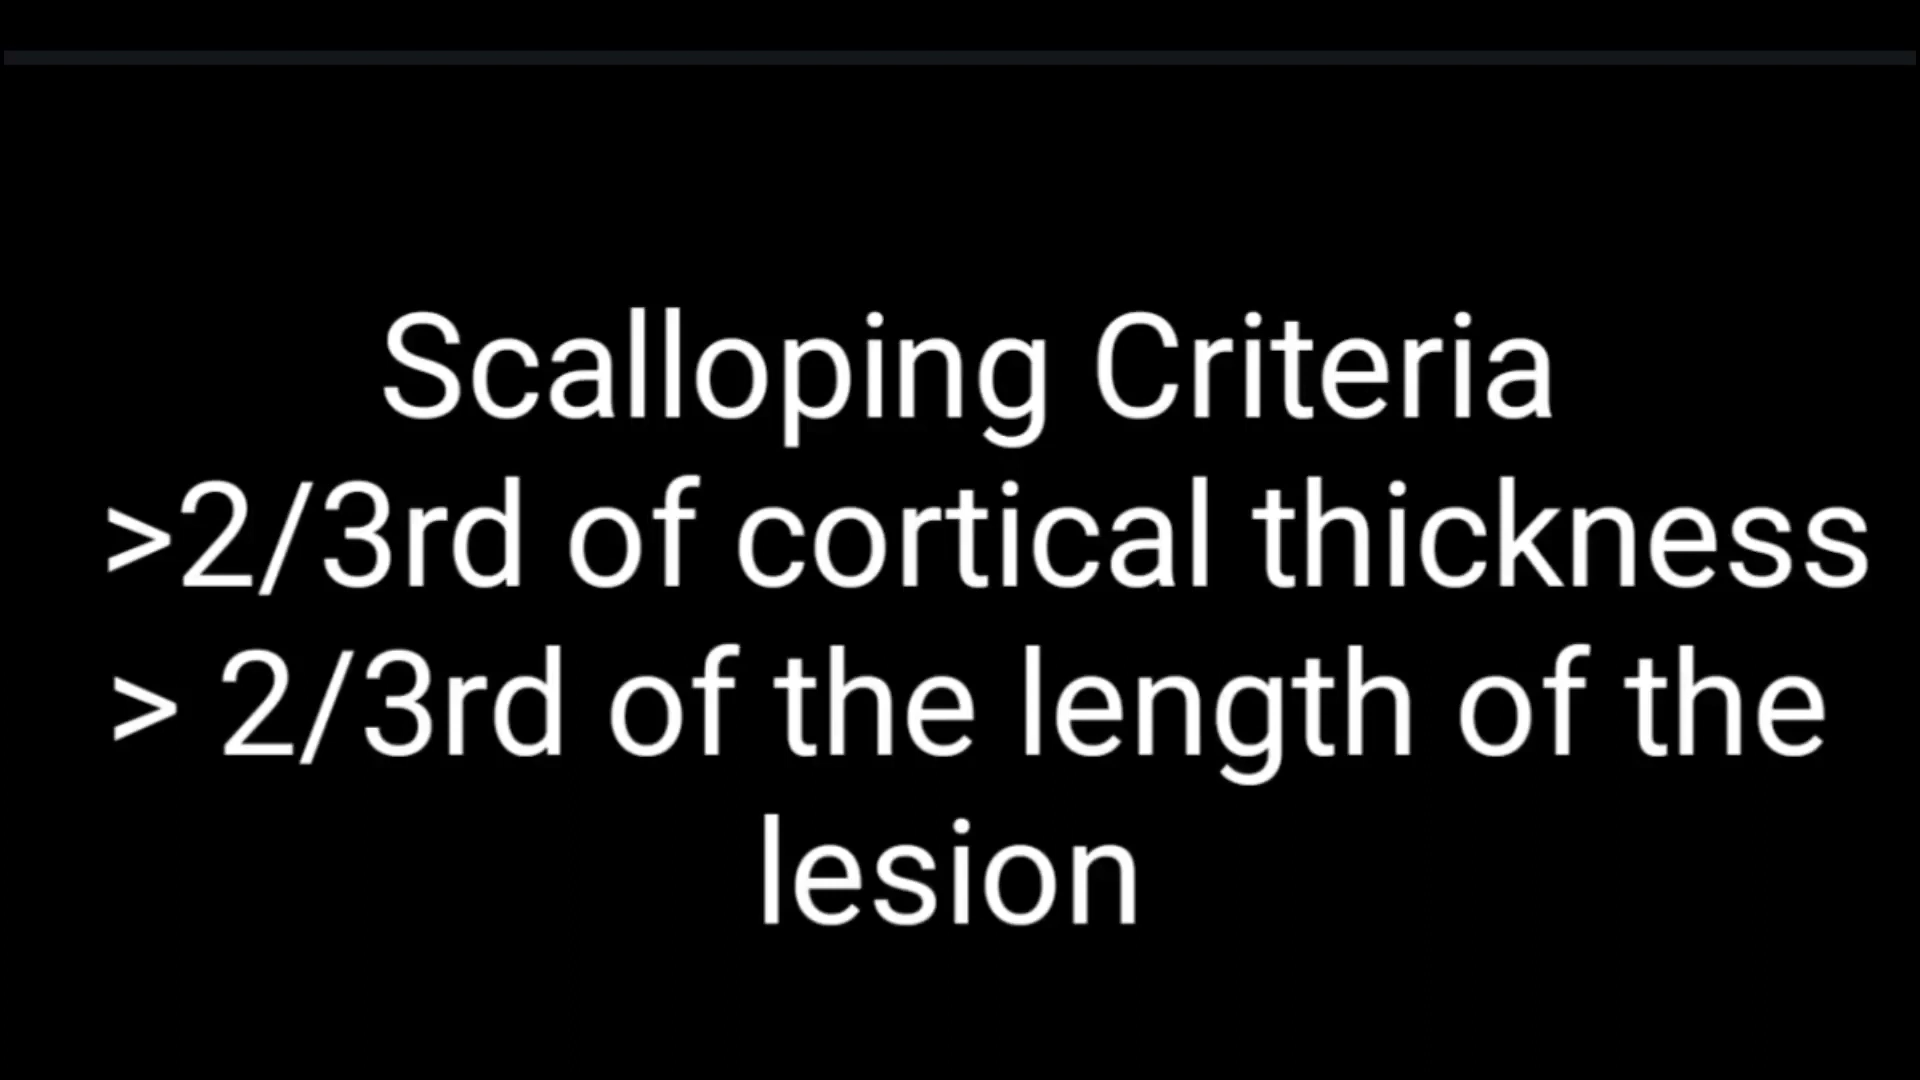 Scalloping Criteria
>2/3rd of cortical thickness
> 2/3rd of the length of the
lesion